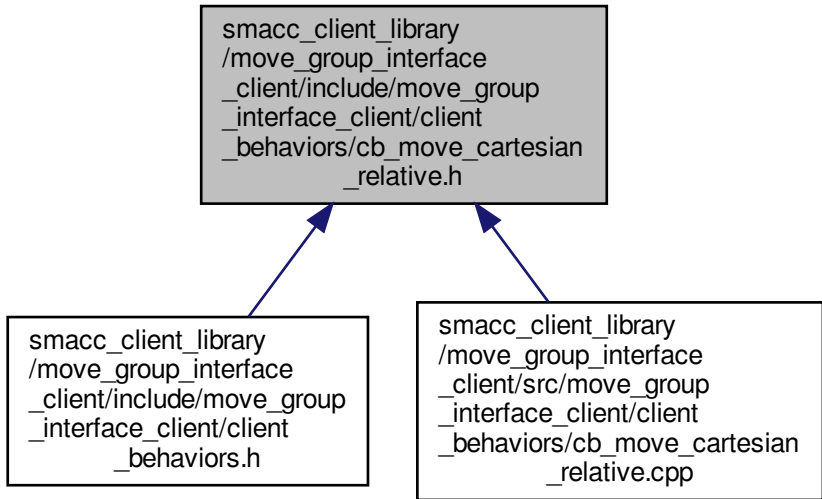 smacc_client_library
/move_group_interface
_client/include/move_group
_interface_client/client
_behaviors/cb_move_cartesian
_relative.h
smacc_client_library
/move_group_interface
_client/include/move_group
_interface_client/client
_behaviors.h
smacc_client_library
/move_group_interface
_client/src/move_group
_interface_client/client
_behaviors/cb_move_cartesian
_relative.cpp